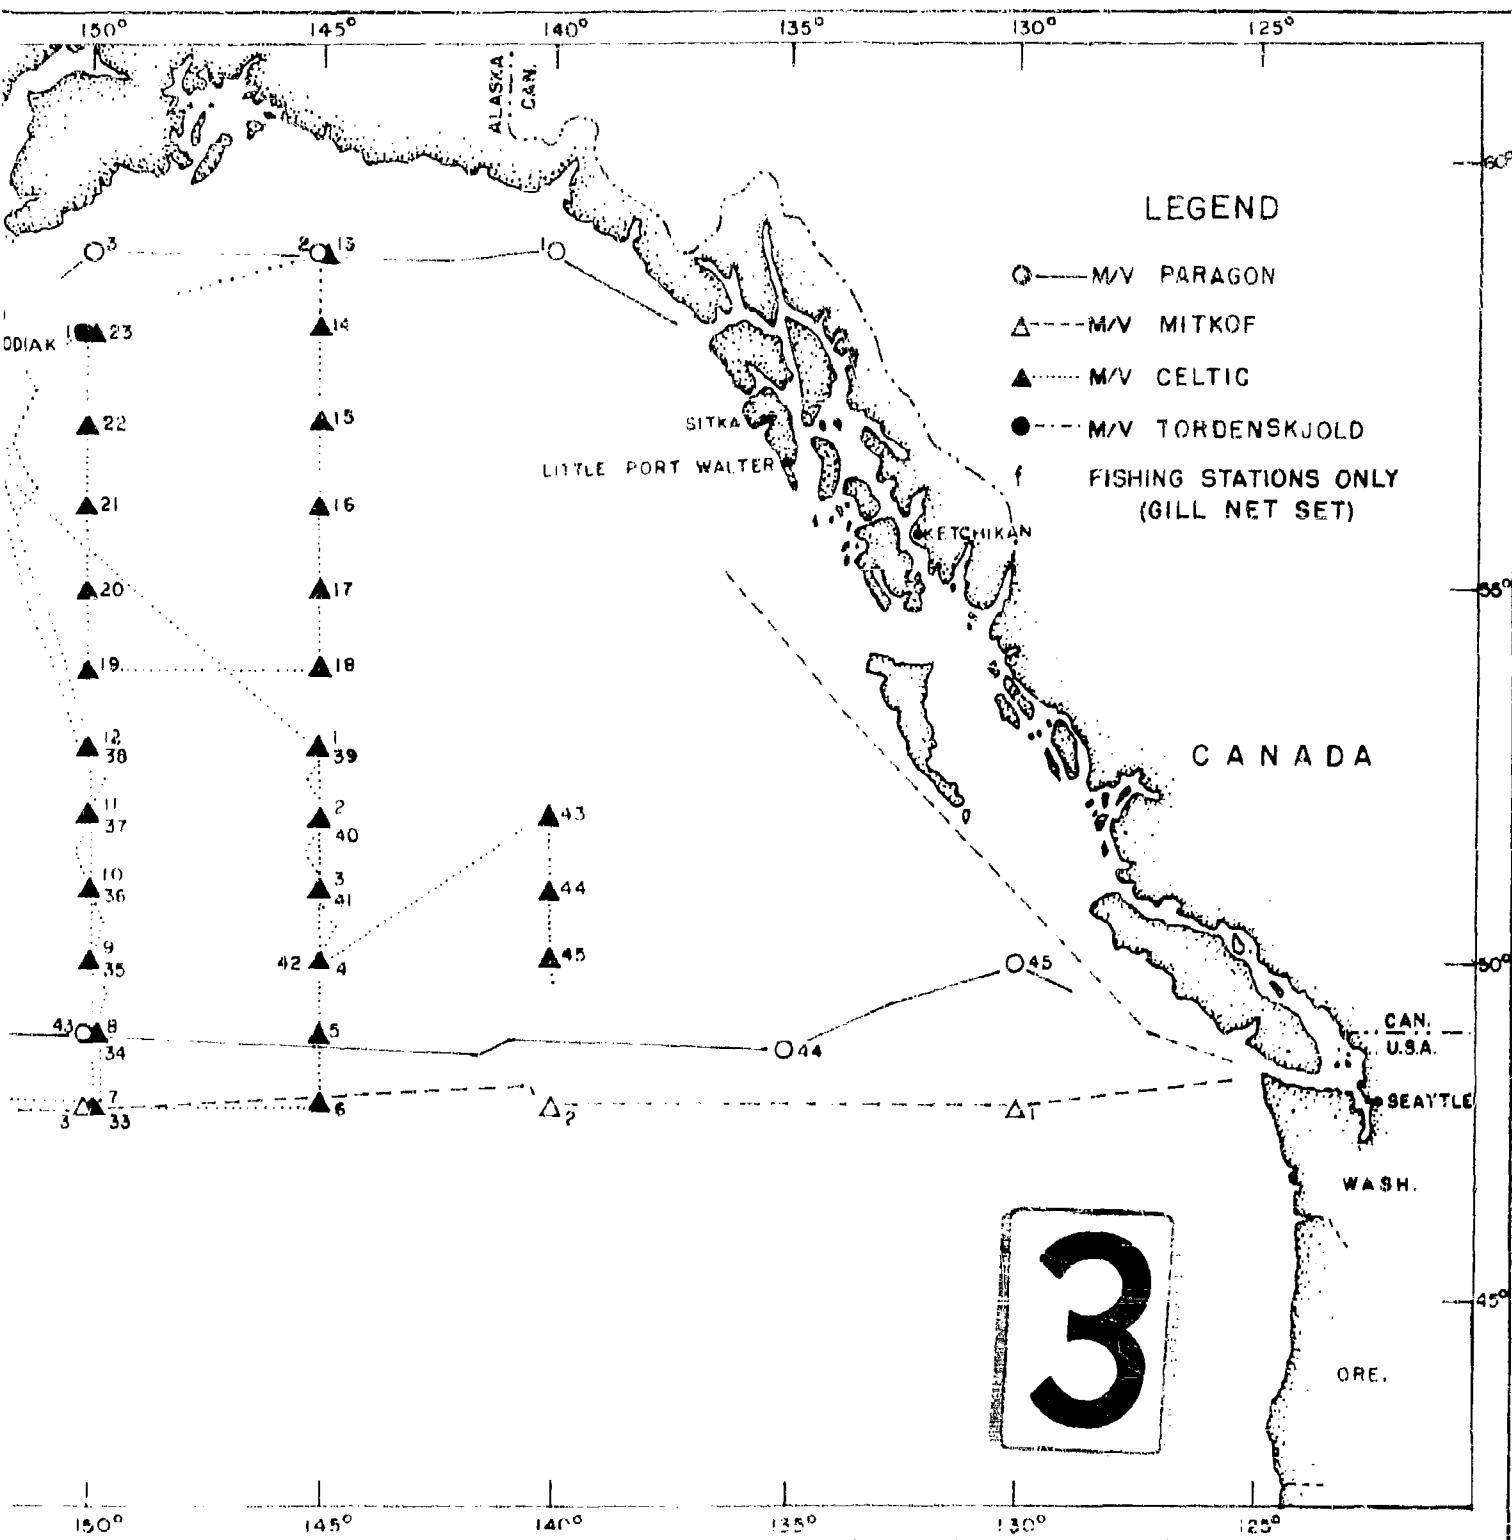 150° 145° 140° 135° 130° 125°
ALASKA
CAN.
60°
LEGEND
M/V PARAGON
M/V MITKOF
M/V CELTIC
M/V TORDENSKJOLD
f FISHING STATIONS ONLY
(GILL NET SET)
3 2 13 1
14
ODIAK 23
22 15
SITKA
LITTLE PORT WALTER
21 16
KETCHIKAN
20 17
55°
19 18
12 1
38 39
CANADA
11 2 43
37 40
10 3 44
36 41
9 45 45
35 42 4
50°
43 8 5 44
34
CAN.
U.S.A.
7 6 2 1
3 33
SEATTLE
WASH.
45°
3
ORE.
150° 145° 140° 135° 130° 125°